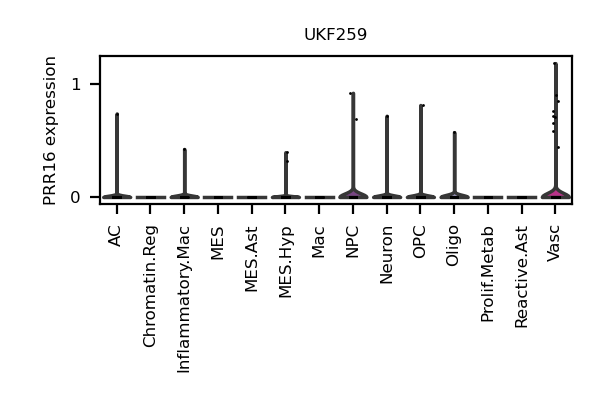 UKF259
PRR16 expression
1
0
AC
Chromatin.Reg
Inflammatory.Mac
MES
MES.Ast
MES.Hyp
Mac
NPC
Neuron
OPC
Oligo
Prolif.Metab
Reactive.Ast
Vasc